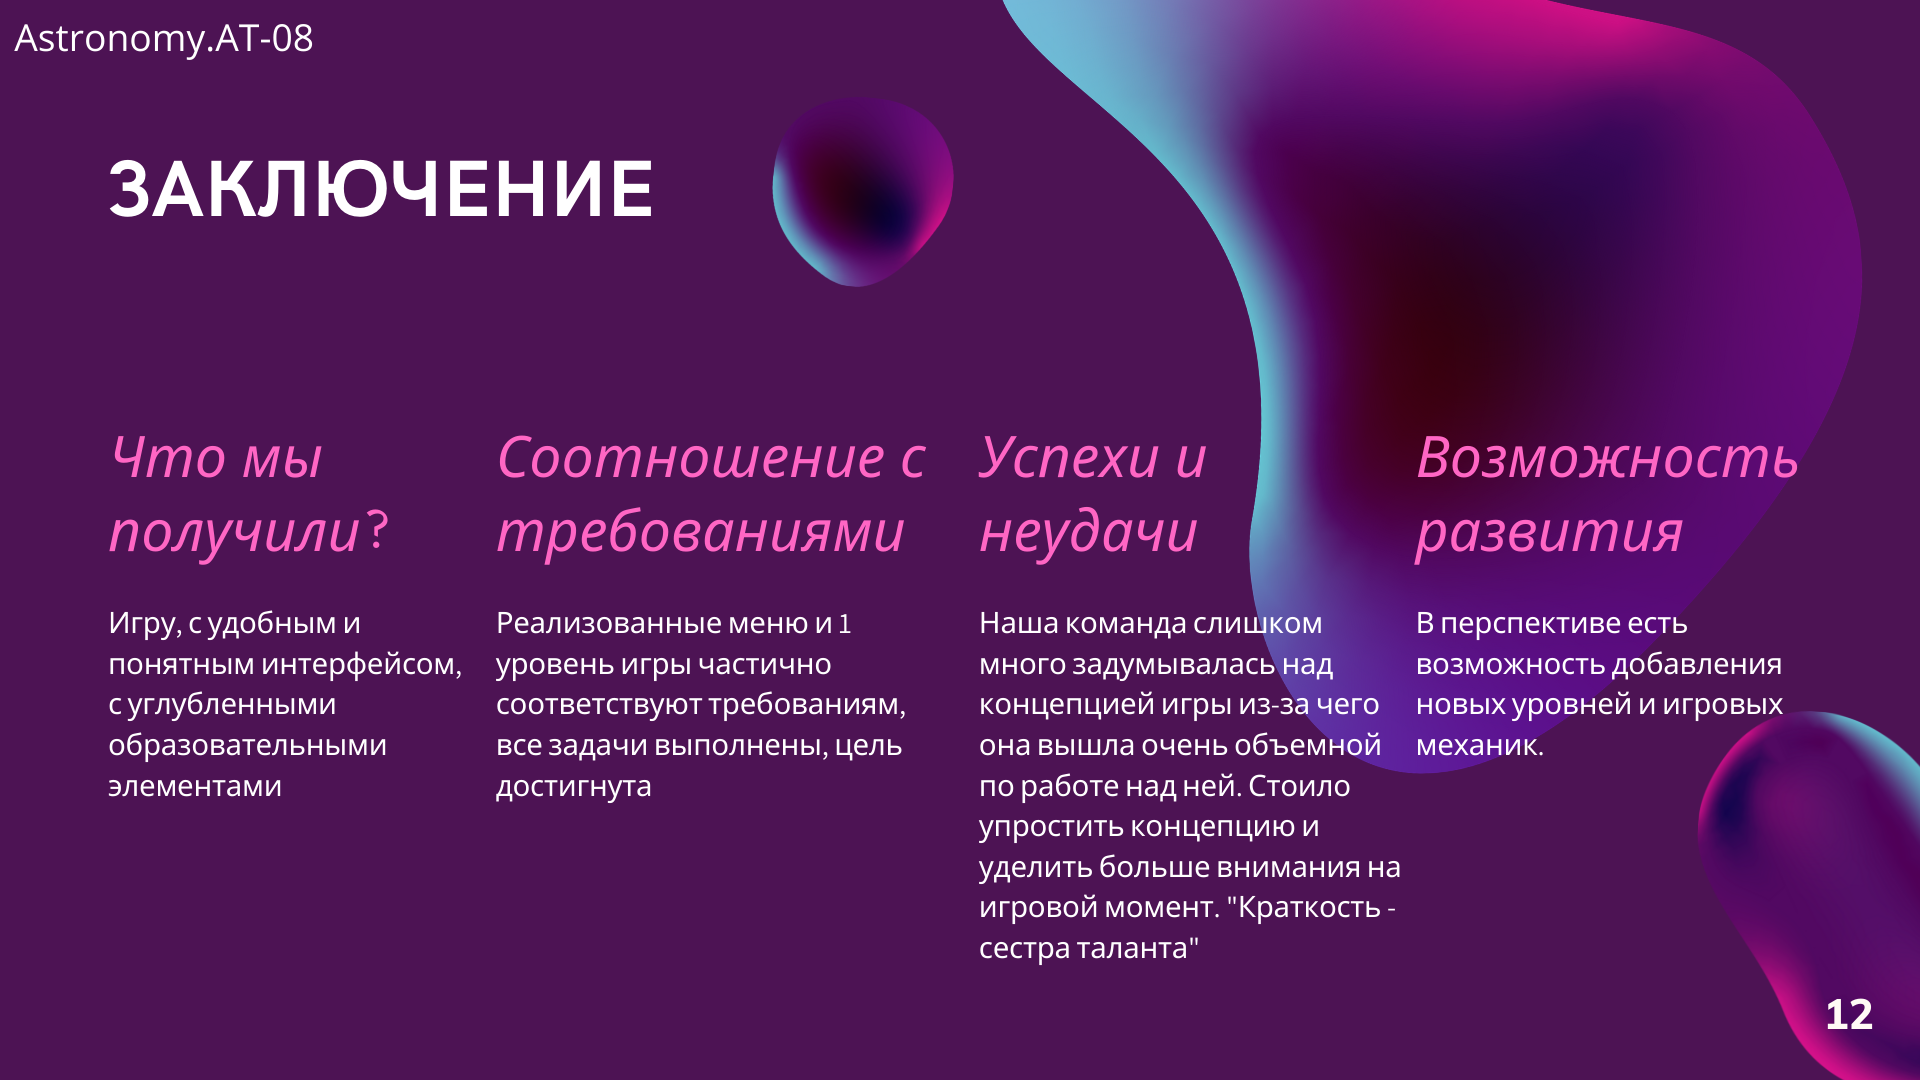 Astronomy.AT-08
ЗАКЛЮЧЕНИЕ
Что мы
получили?
Игру, с удобным и
понятным интерфейсом,
с углубленными
образовательными
элементами
Соотношение с
требованиями
Реализованные меню и 1
уровень игры частично
соответствуют требованиям,
все задачи выполнены, цель
достигнута
Успехи и
неудачи
Наша команда слишком
много задумывалась над
концепцией игры из-за чего
она вышла очень объемной
по работе над ней. Стоило
упростить концепцию и
уделить больше внимания на
игровой момент. "Краткость -
сестра таланта"
Возможность
развития
В перспективе есть
возможность добавления
новых уровней и игровых
механик.
12